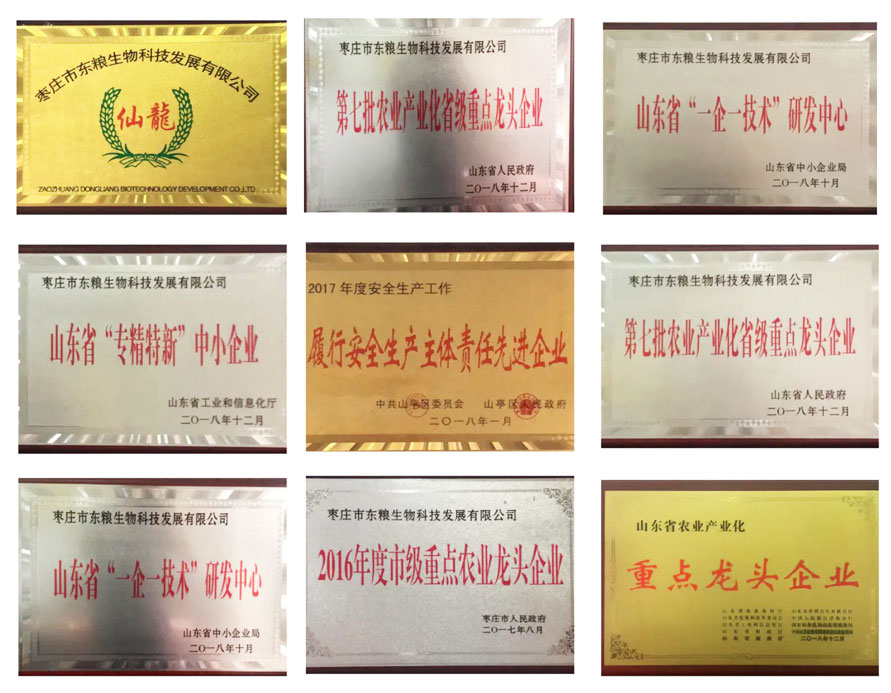 枣庄市东粮生物科技发展有限公司
仙龍
ZAOZHUANG DONGLIANG BIOTECHNOLOGY DEVELOPMENT CO.,LTD
枣庄市东粮生物科技发展有限公司
第七批农业产业化省级重点龙头企业
山东省人民政府
二〇一八年十二月
枣庄市东粮生物科技发展有限公司
山东省“一企一技术”研发中心
山东省中小企业局
二〇一八年十月
枣庄市东粮生物科技发展有限公司
山东省“专精特新”中小企业
山东省工业和信息化厅
二〇一八年十二月
2017年度安全生产工作
履行安全生产主体责任先进企业
中共山亭区委员会 山亭区人民政府
二〇一八年一月
枣庄市东粮生物科技发展有限公司
第七批农业产业化省级重点龙头企业
山东省人民政府
二〇一八年十二月
枣庄市东粮生物科技发展有限公司
山东省“一企一技术”研发中心
山东省中小企业局
二〇一八年十月
枣庄市东粮生物科技发展有限公司
2016年度市级重点农业龙头企业
枣庄市人民政府
二〇一七年八月
山东省农业产业化
重点龙头企业
二〇一八年十二月